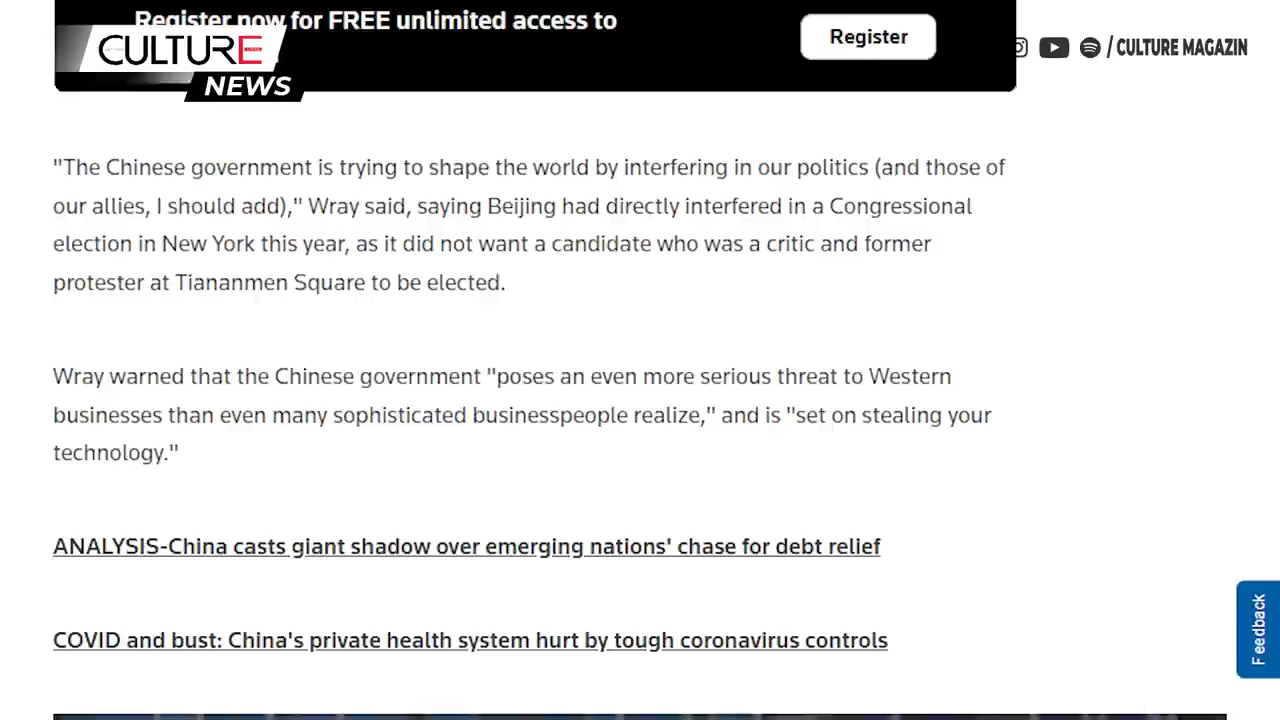 Register now for FREE unlimited access to
Register
CULTURE
NEWS
/ CULTURE MAGAZIN
"The Chinese government is trying to shape the world by interfering in our politics (and those of
our allies, I should add)," Wray said, saying Beijing had directly interfered in a Congressional
election in New York this year, as it did not want a candidate who was a critic and former
protester at Tiananmen Square to be elected.
Wray warned that the Chinese government "poses an even more serious threat to Western
businesses than even many sophisticated businesspeople realize," and is "set on stealing your
technology."
ANALYSIS-China casts giant shadow over emerging nations' chase for debt relief
COVID and bust: China's private health system hurt by tough coronavirus controls
Feedback